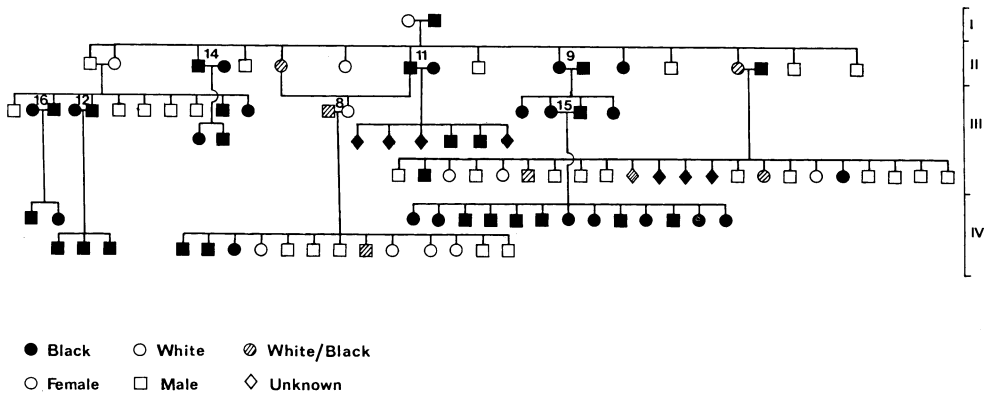 I
14 11 9 II
16 12 8 15 III
IV
Black White White/Black
Female Male Unknown